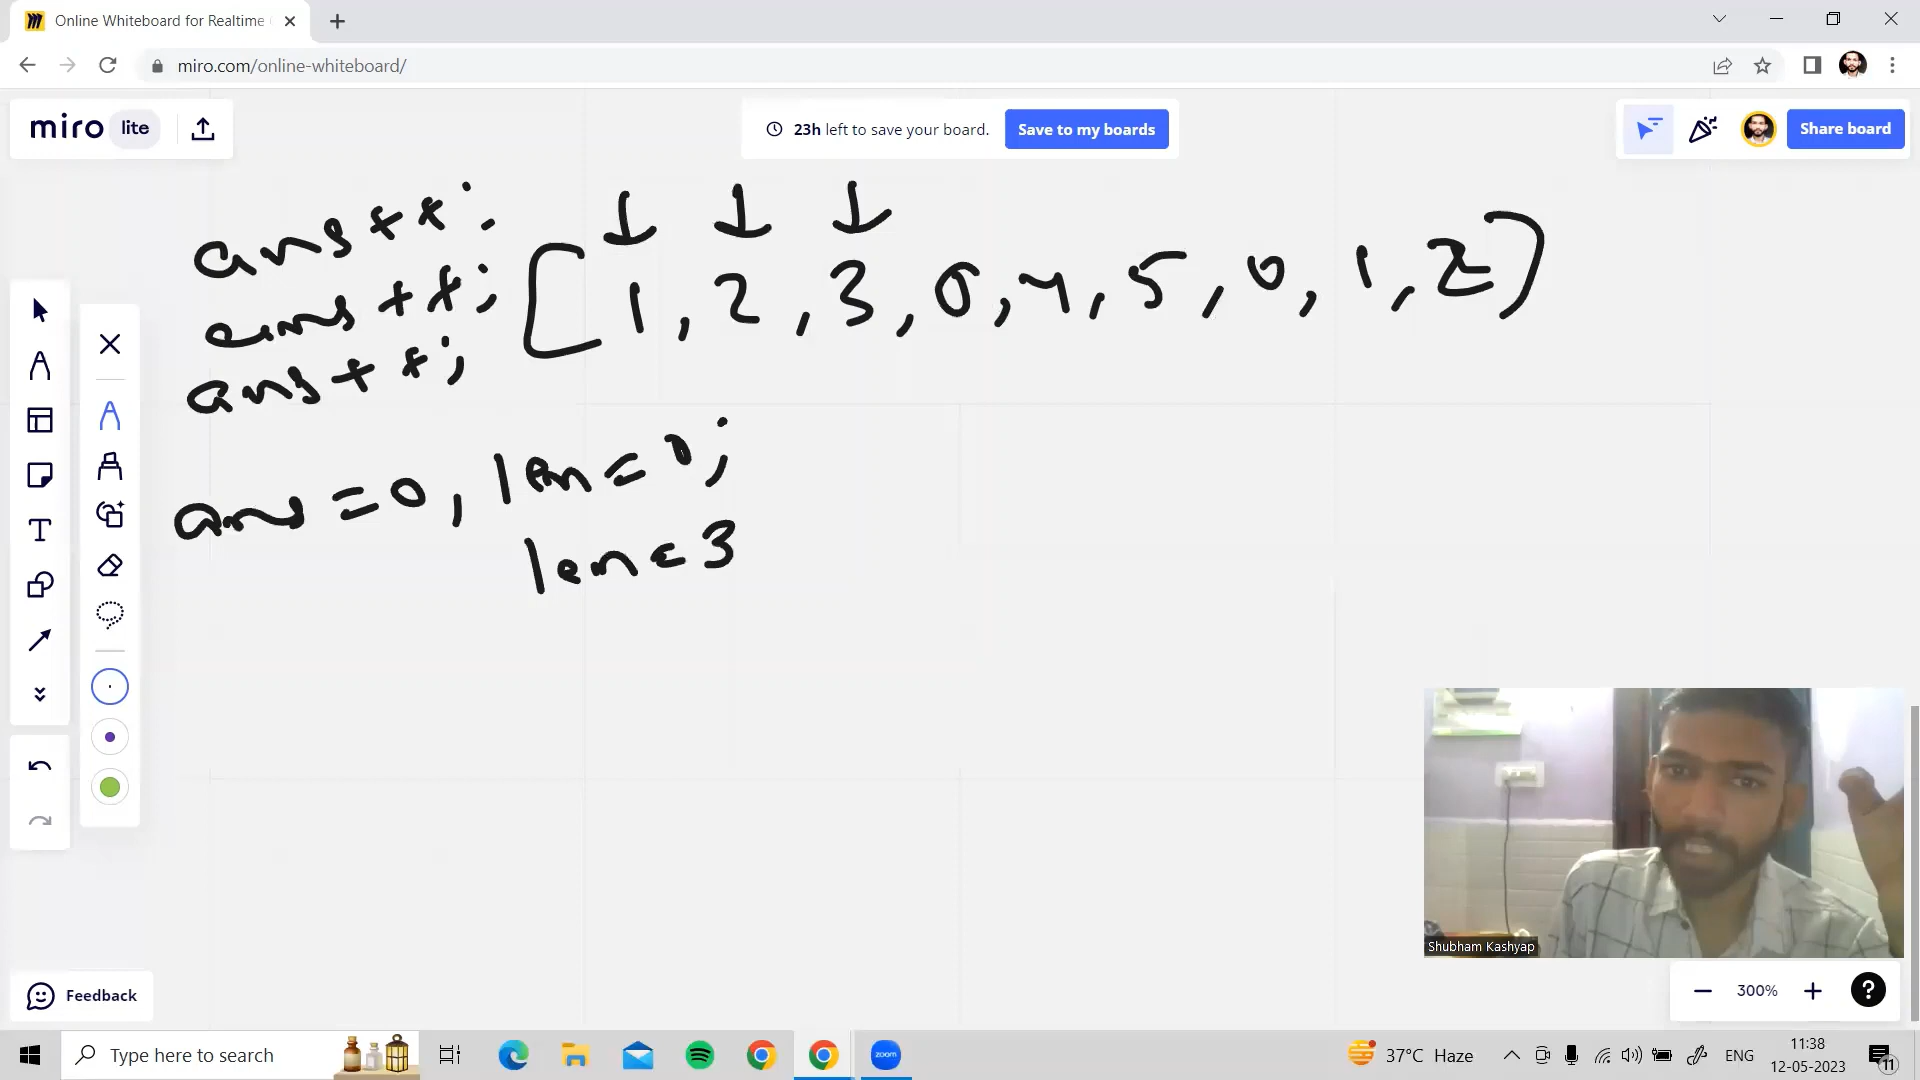 Online Whiteboard for Realtime
miro.com/online-whiteboard/
miro lite
23h left to save your board.
Save to my boards
Share board
ans++;
ans++;
ans++;
[1, 2, 3, 0, 4, 5, 0, 1, 2]
ans=0, len=0;
len=3
T
Shubham Kashyap
Feedback
300%
?
Type here to search
zoom
37°C Haze
ENG
11:38
12-05-2023
11